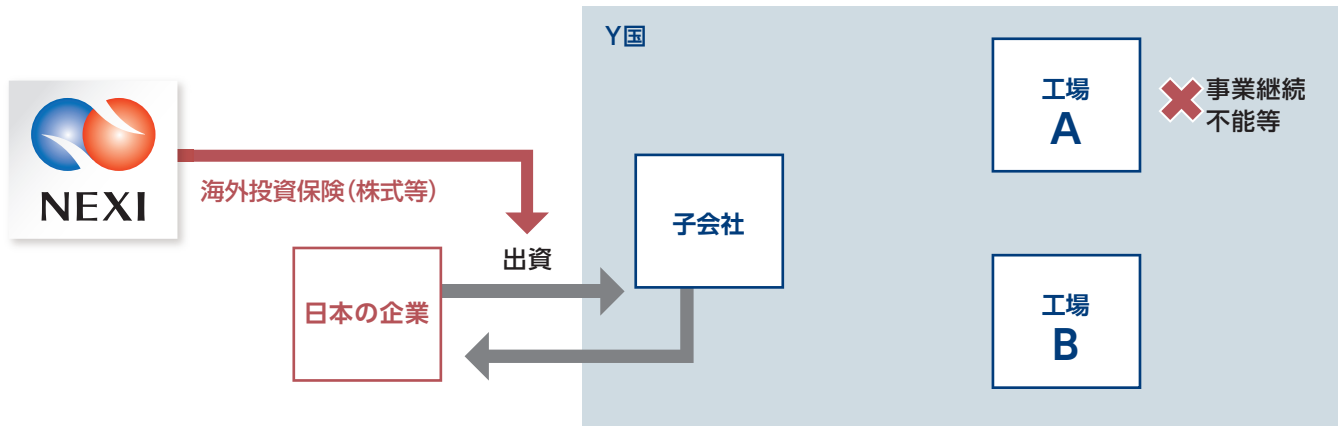 Y国
工場
A
事業継続
不能等
NEXI
海外投資保険(株式等)
子会社
出資
日本の企業
工場
B